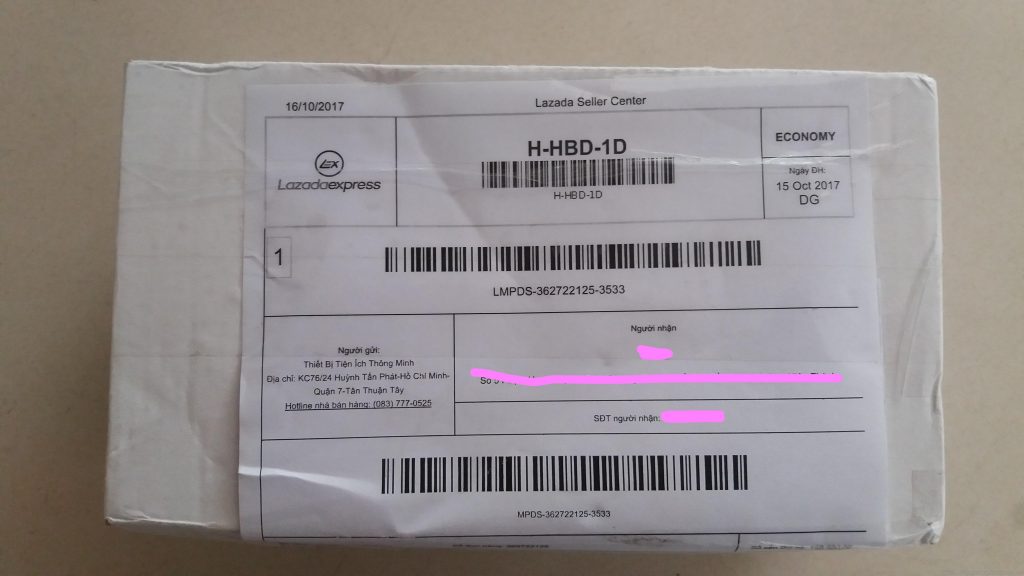 16/10/2017
Lazada Seller Center
LEX
Lazadaexpress
H-HBD-1D
H-HBD-1D
ECONOMY
Ngày ĐH:
15 Oct 2017
DG
1
LMPDS-362722125-3533
Người gửi:
Thiết Bị Tiện Ích Thông Minh
Địa chỉ: KC76/24 Huỳnh Tấn Phát-Hồ Chí Minh-
Quận 7-Tân Thuận Tây
Hotline nhà bán hàng: (083) 777-0525
Người nhận
Số
SĐT người nhận:
MPDS-362722125-3533